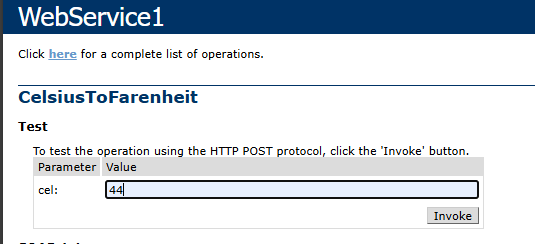 WebService1
Click here for a complete list of operations.
CelsiusToFarenheit
Test
To test the operation using the HTTP POST protocol, click the 'Invoke' button.
Parameter Value
cel: 44
Invoke